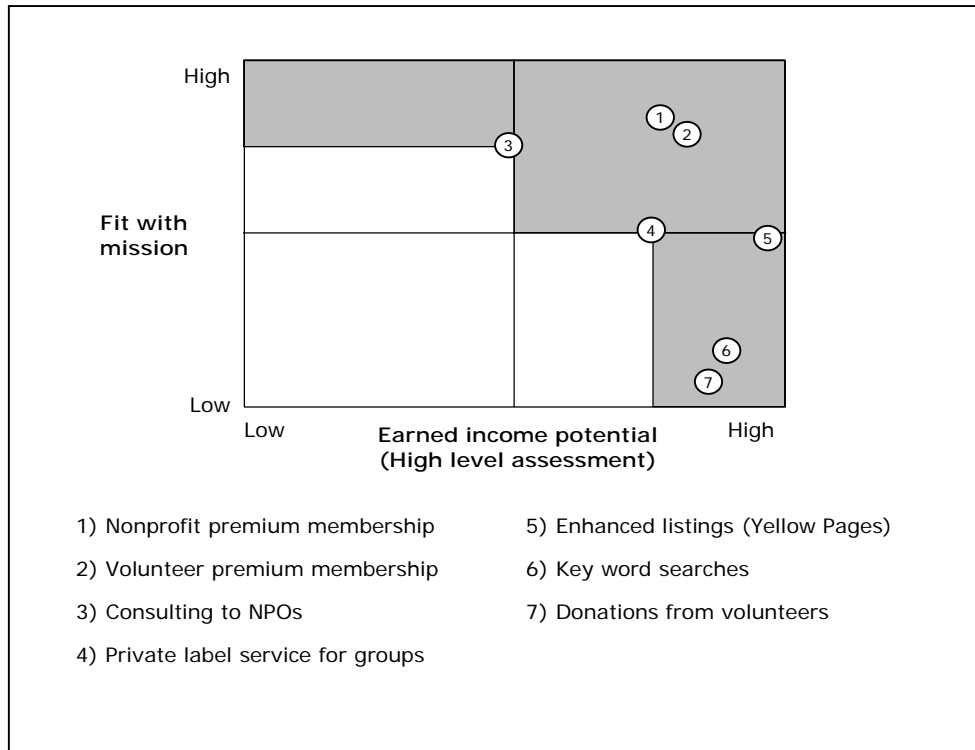 High
1
2
3
Fit with
mission
4
5
6
7
Low
Low
Earned income potential
(High level assessment)
High
1) Nonprofit premium membership
2) Volunteer premium membership
3) Consulting to NPOs
4) Private label service for groups
5) Enhanced listings (Yellow Pages)
6) Key word searches
7) Donations from volunteers